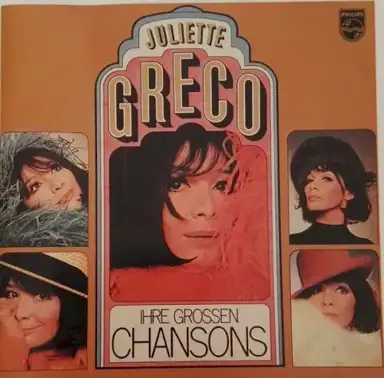 JULIETTE
GRECO
PHILIPS
IHRE GROSSEN
CHANSONS